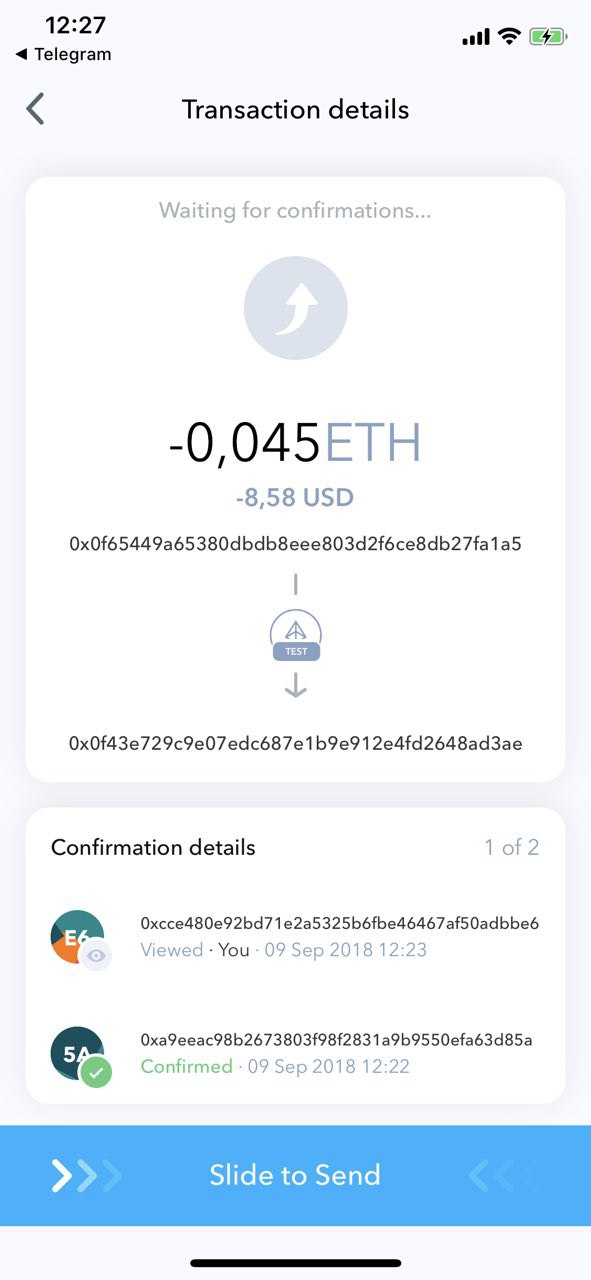 12:27
◀ Telegram
Transaction details
Waiting for confirmations...
-0,045ETH
-8,58 USD
0x0f65449a65380dbdb8eee803d2f6ce8db27fa1a5
TEST
0x0f43e729c9e07edc687e1b9e912e4fd2648ad3ae
Confirmation details 1 of 2
E6
0xcce480e92bd71e2a5325b6fbe46467af50adbbe6
Viewed · You · 09 Sep 2018 12:23
5A
0xa9eeac98b2673803f98f2831a9b9550efa63d85a
Confirmed · 09 Sep 2018 12:22
Slide to Send